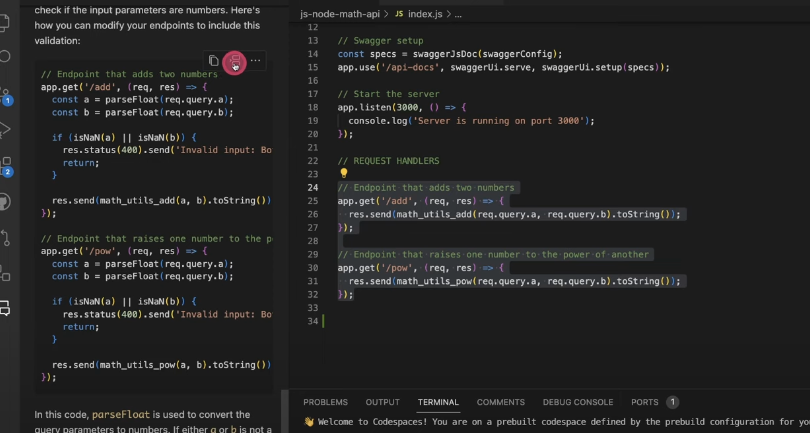 check if the input parameters are numbers. Here's
how you can modify your endpoints to include this
validation:
// Endpoint that adds two numbers
app.get('/add', (req, res) => {
const a = parseFloat(req.query.a);
const b = parseFloat(req.query.b);
if (isNaN(a) || isNaN(b)) {
res.status(400).send('Invalid input: Bo
return;
}
res.send(math_utils_add(a, b).toString())
});
// Endpoint that raises one number to the po
app.get('/pow', (req, res) => {
const a = parseFloat(req.query.a);
const b = parseFloat(req.query.b);
if (isNaN(a) || isNaN(b)) {
res.status(400).send('Invalid input: Bo
return;
}
res.send(math_utils_pow(a, b).toString())
});
In this code, parseFloat is used to convert the
query parameters to numbers. If either a or b is not a
1
2
js-node-math-api > JS index.js > ...
12
13 // Swagger setup
14 const specs = swaggerJsDoc(swaggerConfig);
15 app.use('/api-docs', swaggerUi.serve, swaggerUi.setup(specs));
16
17 // Start the server
18 app.listen(3000, () => {
19 console.log('Server is running on port 3000');
20 });
21
22 // REQUEST HANDLERS
23
24 // Endpoint that adds two numbers
25 app.get('/add', (req, res) => {
26 res.send(math_utils_add(req.query.a, req.query.b).toString());
27 });
28
29 // Endpoint that raises one number to the power of another
30 app.get('/pow', (req, res) => {
31 res.send(math_utils_pow(req.query.a, req.query.b).toString());
32 });
33
34
PROBLEMS OUTPUT TERMINAL COMMENTS DEBUG CONSOLE PORTS 1
👋 Welcome to Codespaces! You are on a prebuilt codespace defined by the prebuild configuration for yo